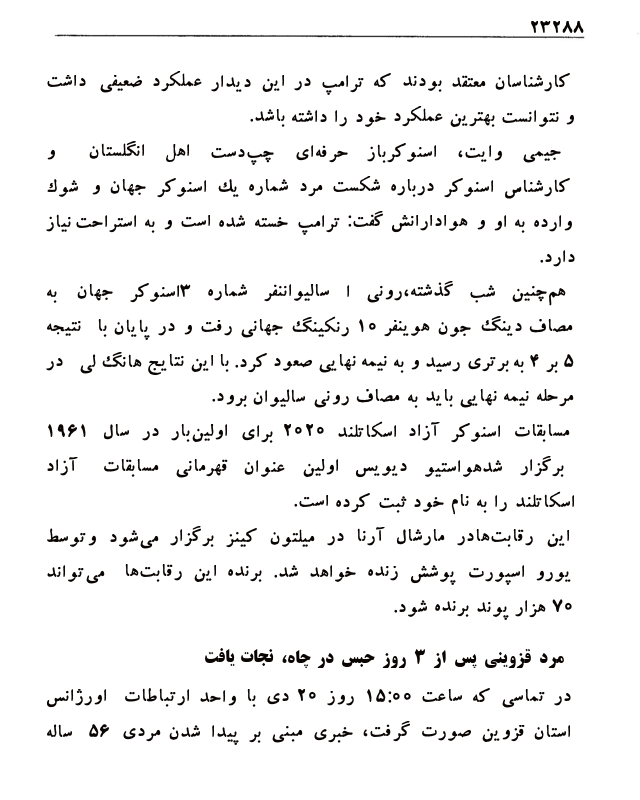 ۲۳۲۸۸
کارشناسان معتقد بودند که ترامپ در این دیدار عملکرد ضعیفی داشت
و نتوانست بهترین عملکرد خود را داشته باشد.
جیمی وایت، اسنوکرباز حرفه‌ای چپ‌دست اهل انگلستان و
کارشناس اسنوکر درباره شکست مرد شماره یک اسنوکر جهان و شوک
وارده به او و هوادارانش گفت: ترامپ خسته شده است و به استراحت نیاز
دارد.
هم‌چنین شب گذشته،رونی ا سالیواننفر شماره ۳اسنوکر جهان به
مصاف دینگ جون هوینفر ۱۰ رنکینگ جهانی رفت و در پایان با نتیجه
۵ بر ۴ به برتری رسید و به نیمه نهایی صعود کرد. با این نتایج هانگ لی در
مرحله نیمه نهایی باید به مصاف رونی سالیوان برود.
مسابقات اسنوکر آزاد اسکاتلند ۲۰۲۰ برای اولین‌بار در سال ۱۹۶۱
برگزار شدهواستیو دیویس اولین عنوان قهرمانی مسابقات آزاد
اسکاتلند را به نام خود ثبت کرده است.
این رقابت‌هادر مارشال آرنا در میلتون کینز برگزار می‌شود وتوسط
یورو اسپورت پوشش زنده خواهد شد. برنده این رقابت‌ها می‌تواند
۷۰ هزار پوند برنده شود.
مرد قزوینی پس از ۳ روز حبس در چاه، نجات یافت
در تماسی که ساعت ۱۵:۰۰ روز ۲۰ دی با واحد ارتباطات اورژانس
استان قزوین صورت گرفت، خبری مبنی بر پیدا شدن مردی ۵۶ ساله